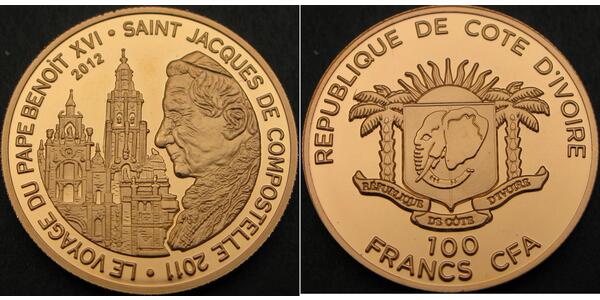 LE VOYAGE DU PAPE BENOIT XVI • SAINT JACQUES DE COMPOSTELLE 2011 •
2012
REPUBLIQUE DE COTE D'IVOIRE
RÉPUBLIQUE DE CÔTE D'IVOIRE
100
FRANCS CFA